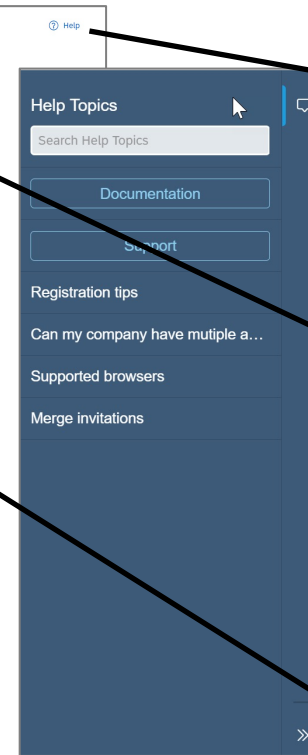 Help
Help Topics
Search Help Topics
Documentation
Support
Registration tips
Can my company have mutiple a...
Supported browsers
Merge invitations